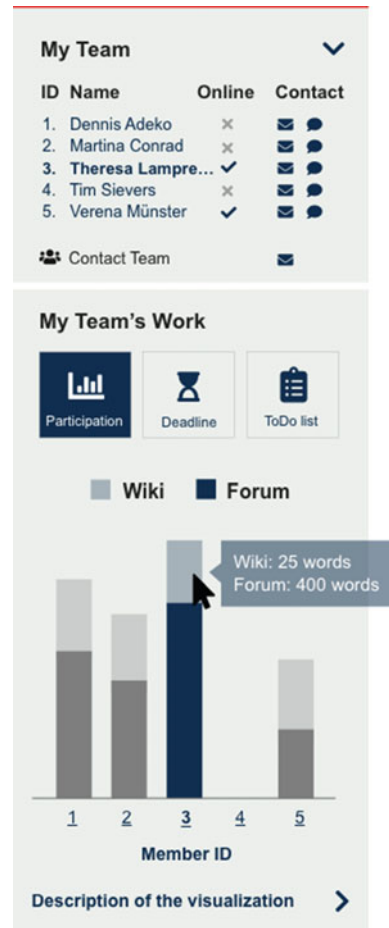 My Team
ID Name Online Contact
1. Dennis Adeko
2. Martina Conrad
3. Theresa Lampre...
4. Tim Sievers
5. Verena Münster
Contact Team
My Team's Work
Participation Deadline ToDo list
Wiki Forum
Wiki: 25 words
Forum: 400 words
1 2 3 4 5
Member ID
Description of the visualization